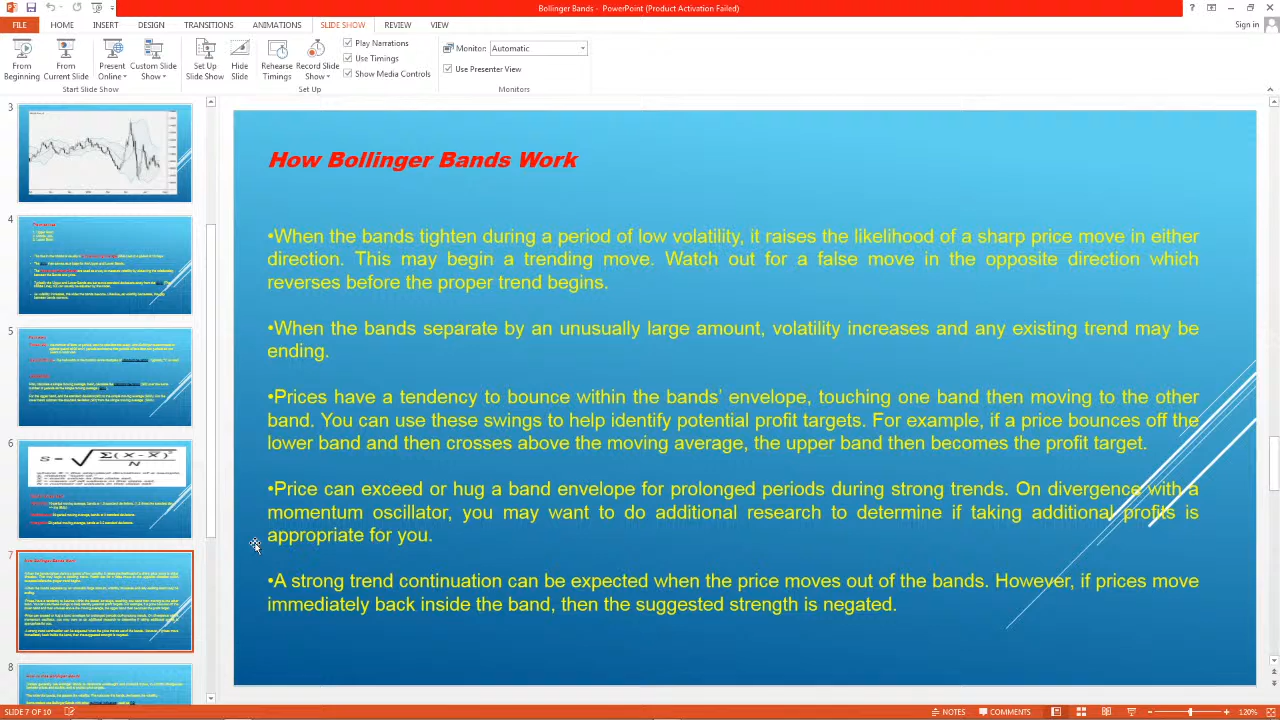 Bollinger Bands - PowerPoint (Product Activation Failed)
FILE HOME INSERT DESIGN TRANSITIONS ANIMATIONS SLIDE SHOW REVIEW VIEW
Sign in
From Beginning
From Current Slide
Present Online
Custom Slide Show
Set Up Slide Show
Hide Slide
Rehearse Timings
Record Slide Show
Play Narrations
Use Timings
Show Media Controls
Monitor: Automatic
Use Presenter View
Start Slide Show
Set Up
Monitors
3
4
5
6
7
8
How Bollinger Bands Work
•When the bands tighten during a period of low volatility, it raises the likelihood of a sharp price move in either
direction. This may begin a trending move. Watch out for a false move in the opposite direction which
reverses before the proper trend begins.
•When the bands separate by an unusually large amount, volatility increases and any existing trend may be
ending.
•Prices have a tendency to bounce within the bands' envelope, touching one band then moving to the other
band. You can use these swings to help identify potential profit targets. For example, if a price bounces off the
lower band and then crosses above the moving average, the upper band then becomes the profit target.
•Price can exceed or hug a band envelope for prolonged periods during strong trends. On divergence with a
momentum oscillator, you may want to do additional research to determine if taking additional profits is
appropriate for you.
•A strong trend continuation can be expected when the price moves out of the bands. However, if prices move
immediately back inside the band, then the suggested strength is negated.
SLIDE 7 OF 10
NOTES
COMMENTS
120%